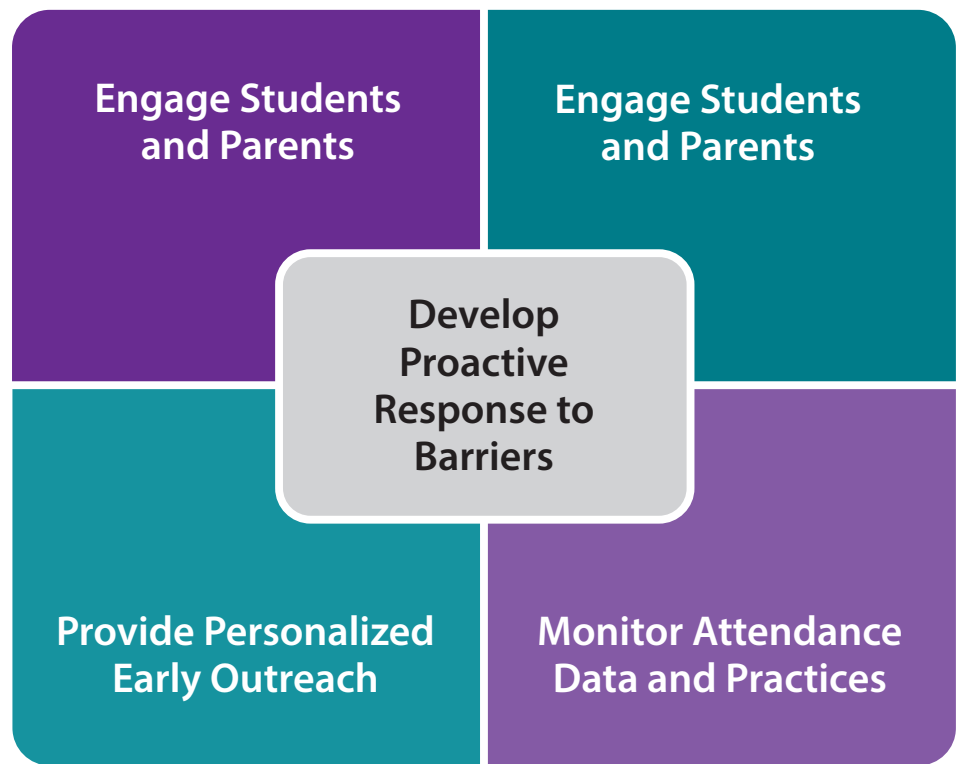 Engage Students
and Parents
Engage Students
and Parents
Develop
Proactive
Response to
Barriers
Provide Personalized
Early Outreach
Monitor Attendance
Data and Practices